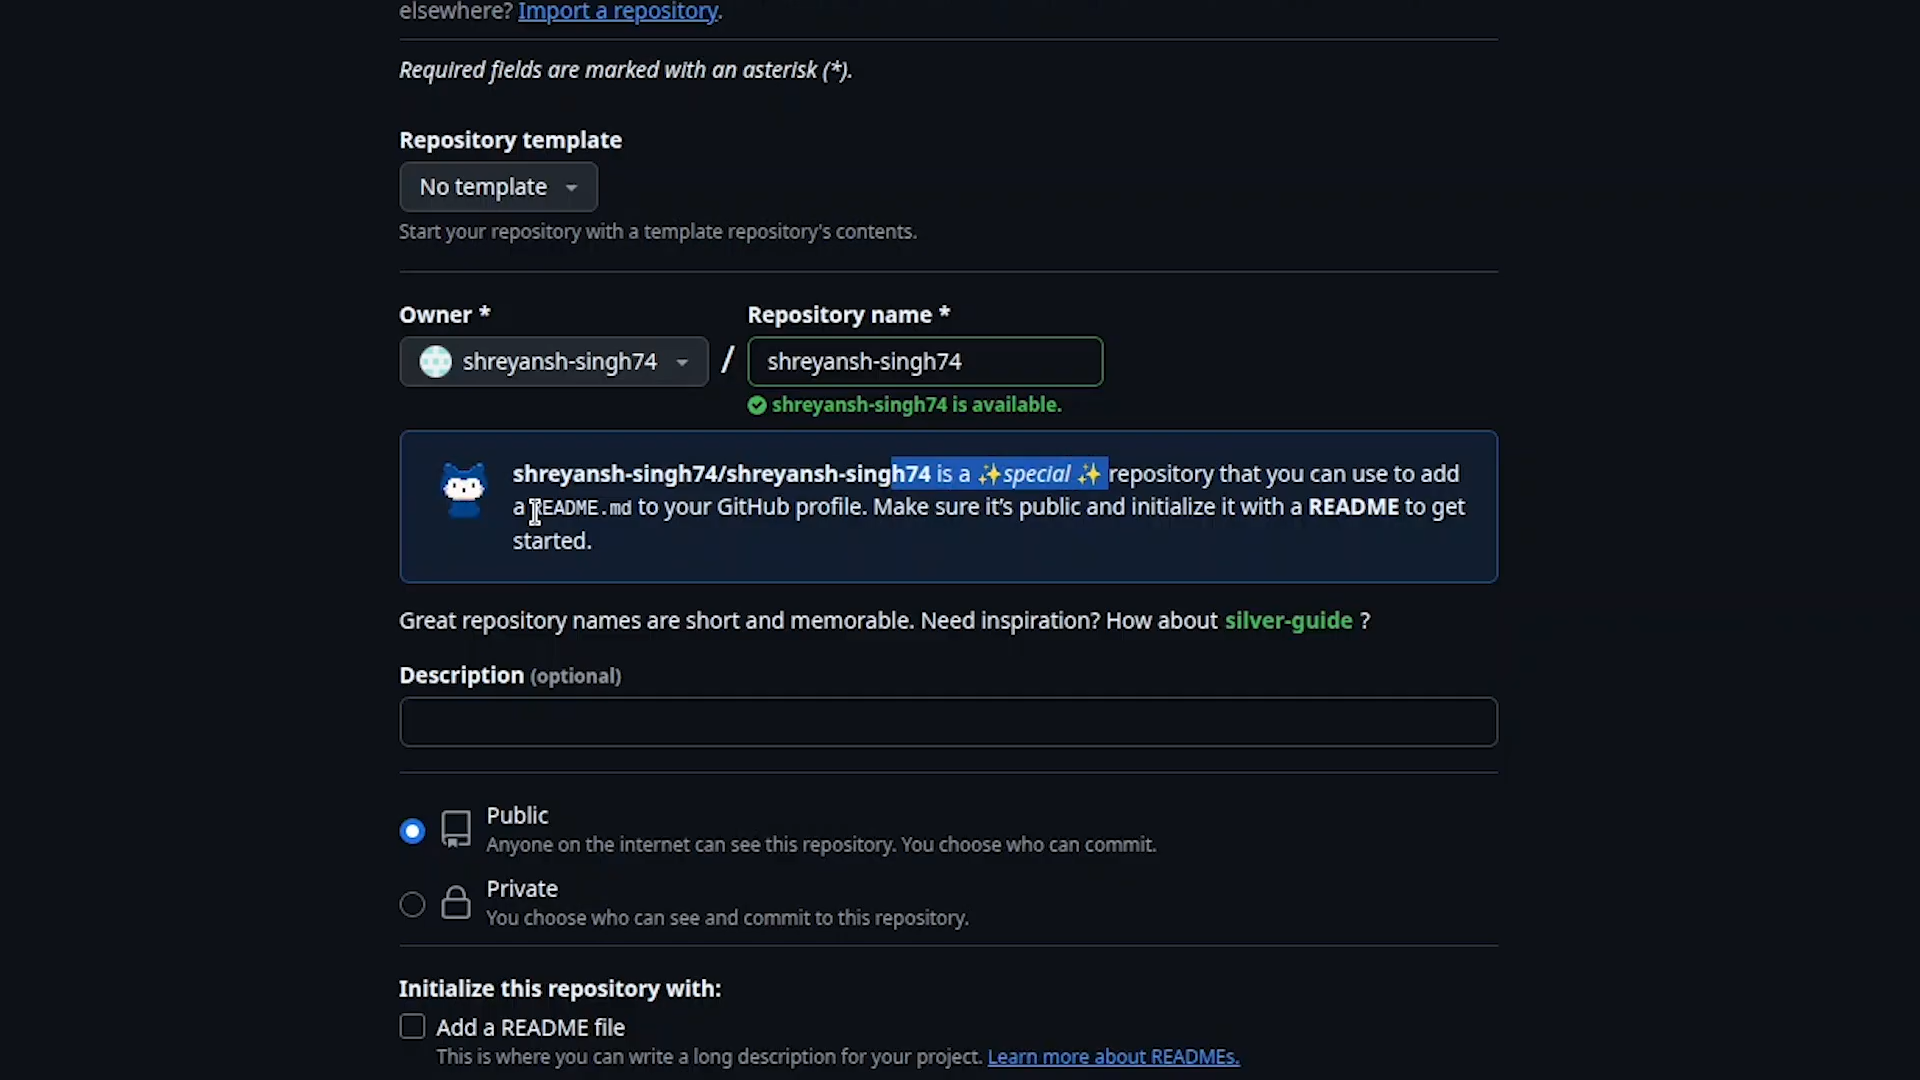 elsewhere? Import a repository.
Required fields are marked with an asterisk (*).
Repository template
No template
Start your repository with a template repository's contents.
Owner *
Repository name *
shreyansh-singh74 / shreyansh-singh74
shreyansh-singh74 is available.
shreyansh-singh74/shreyansh-singh74 is a ✨special ✨ repository that you can use to add
a README.md to your GitHub profile. Make sure it’s public and initialize it with a README to get
started.
Great repository names are short and memorable. Need inspiration? How about silver-guide ?
Description (optional)
Public
Anyone on the internet can see this repository. You choose who can commit.
Private
You choose who can see and commit to this repository.
Initialize this repository with:
Add a README file
This is where you can write a long description for your project. Learn more about READMEs.